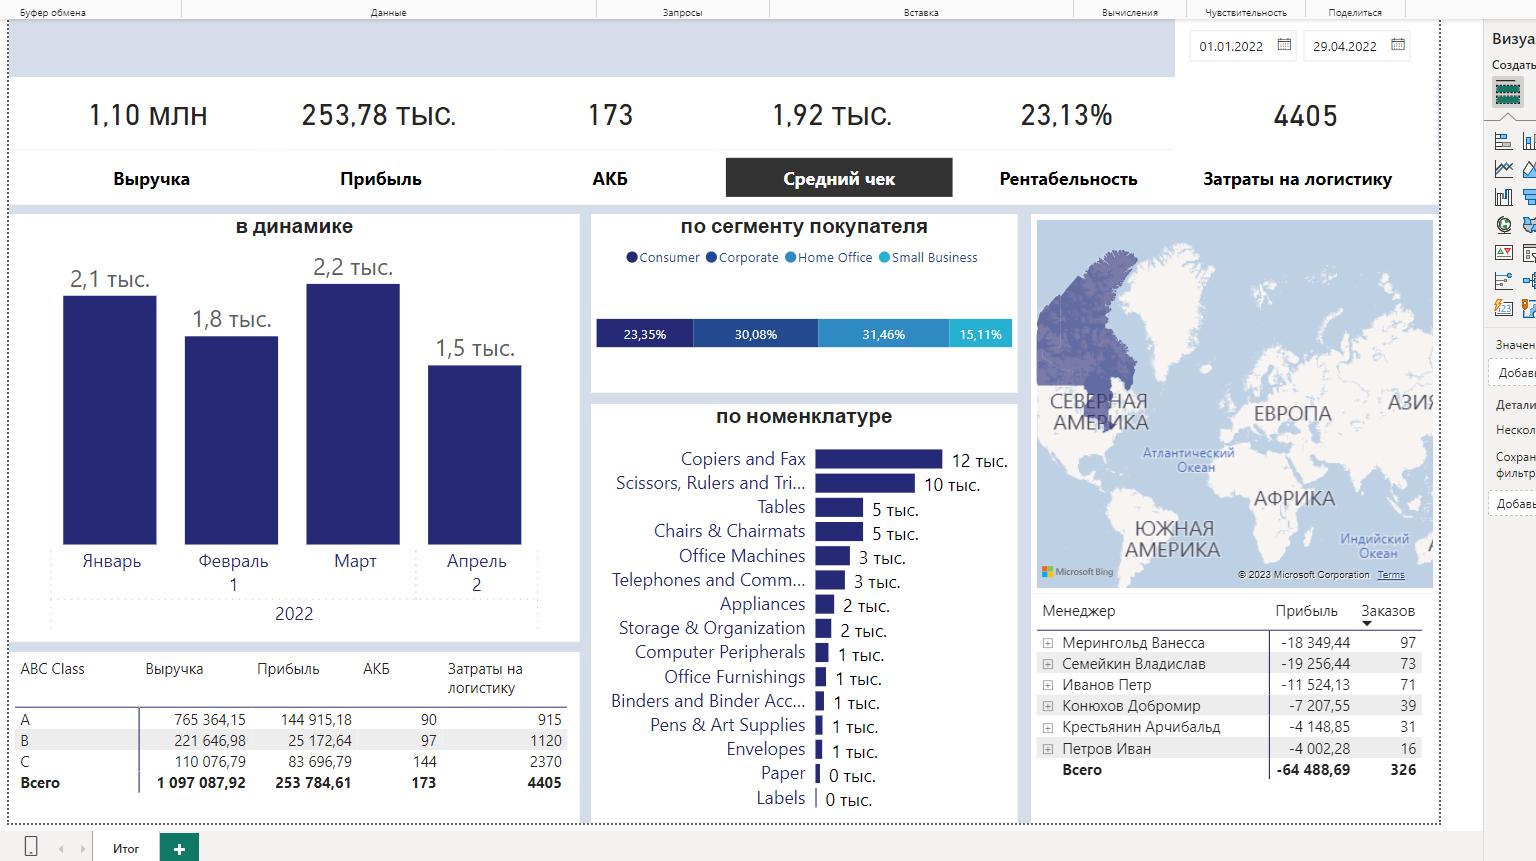 Буфер обмена
Данные
Запросы
Вставка
Вычисления
Чувствительность
Поделиться
01.01.2022
29.04.2022
1,10 МЛН
253,78 ТЫС.
173
1,92 ТЫС.
23,13%
4405
Выручка
Прибыль
АКБ
Средний чек
Рентабельность
Затраты на логистику
в динамике
2,1 тыс.
1,8 тыс.
2,2 тыс.
1,5 тыс.
Январь
Февраль
Март
Апрель
1
2
2022
ABC Class
Выручка
Прибыль
АКБ
Затраты на
логистику
A 765 364,15 144 915,18 90 915
B 221 646,98 25 172,64 97 1120
C 110 076,79 83 696,79 144 2370
Всего 1 097 087,92 253 784,61 173 4405
по сегменту покупателя
Consumer Corporate Home Office Small Business
23,35% 30,08% 31,46% 15,11%
по номенклатуре
Copiers and Fax 12 тыс.
Scissors, Rulers and Tri... 10 тыс.
Tables 5 тыс.
Chairs & Chairmats 5 тыс.
Office Machines 3 тыс.
Telephones and Comm... 3 тыс.
Appliances 2 тыс.
Storage & Organization 2 тыс.
Computer Peripherals 1 тыс.
Office Furnishings 1 тыс.
Binders and Binder Acc... 1 тыс.
Pens & Art Supplies 1 тыс.
Envelopes 1 тыс.
Paper 0 тыс.
Labels 0 тыс.
СЕВЕРНАЯ
АМЕРИКА
ЕВРОПА
АЗИЯ
Атлантический
Океан
АФРИКА
ЮЖНАЯ
АМЕРИКА
Индийский
Океан
Microsoft Bing
© 2023 Microsoft Corporation Terms
Менеджер Прибыль Заказов
Мерингольд Ванесса -18 349,44 97
Семейкин Владислав -19 256,44 73
Иванов Петр -11 524,13 71
Конюхов Добромир -7 207,55 39
Крестьянин Арчибальд -4 148,85 31
Петров Иван -4 002,28 16
Всего -64 488,69 326
Визуа
Создать
123
Значен
Добавь
Детали
Нескол
Сохран
фильтр
Добавь
Итог